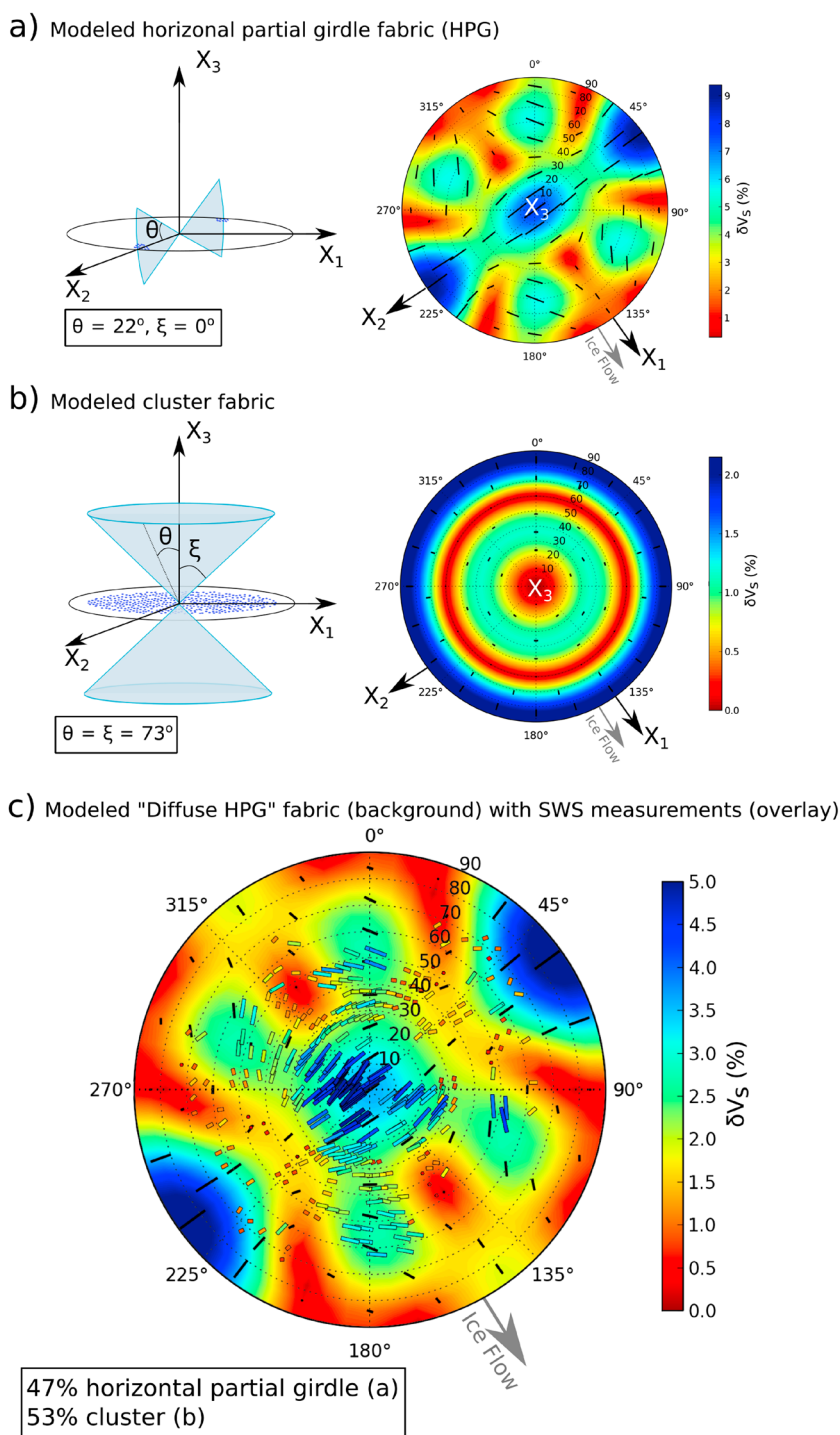 a) Modeled horizonal partial girdle fabric (HPG)
X3
θ
X1
X2
θ = 22°, ξ = 0°
0°
315°
45°
90
80
70
60
50
40
30
20
10
X3
270°
90°
X2
225°
135°
180°
Ice Flow
X1
9
8
7
6
5
4
3
2
1
δVs (%)
b) Modeled cluster fabric
X3
θ
ξ
X1
X2
θ = ξ = 73°
0°
315°
45°
90
80
70
60
50
40
30
20
10
X3
270°
90°
X2
225°
135°
180°
Ice Flow
X1
2.0
1.5
1.0
0.5
0.0
δVs (%)
c) Modeled "Diffuse HPG" fabric (background) with SWS measurements (overlay)
0°
315°
45°
90
80
70
60
50
40
30
20
10
270°
90°
225°
135°
180°
Ice Flow
5.0
4.5
4.0
3.5
3.0
2.5
2.0
1.5
1.0
0.5
0.0
δVs (%)
47% horizontal partial girdle (a)
53% cluster (b)